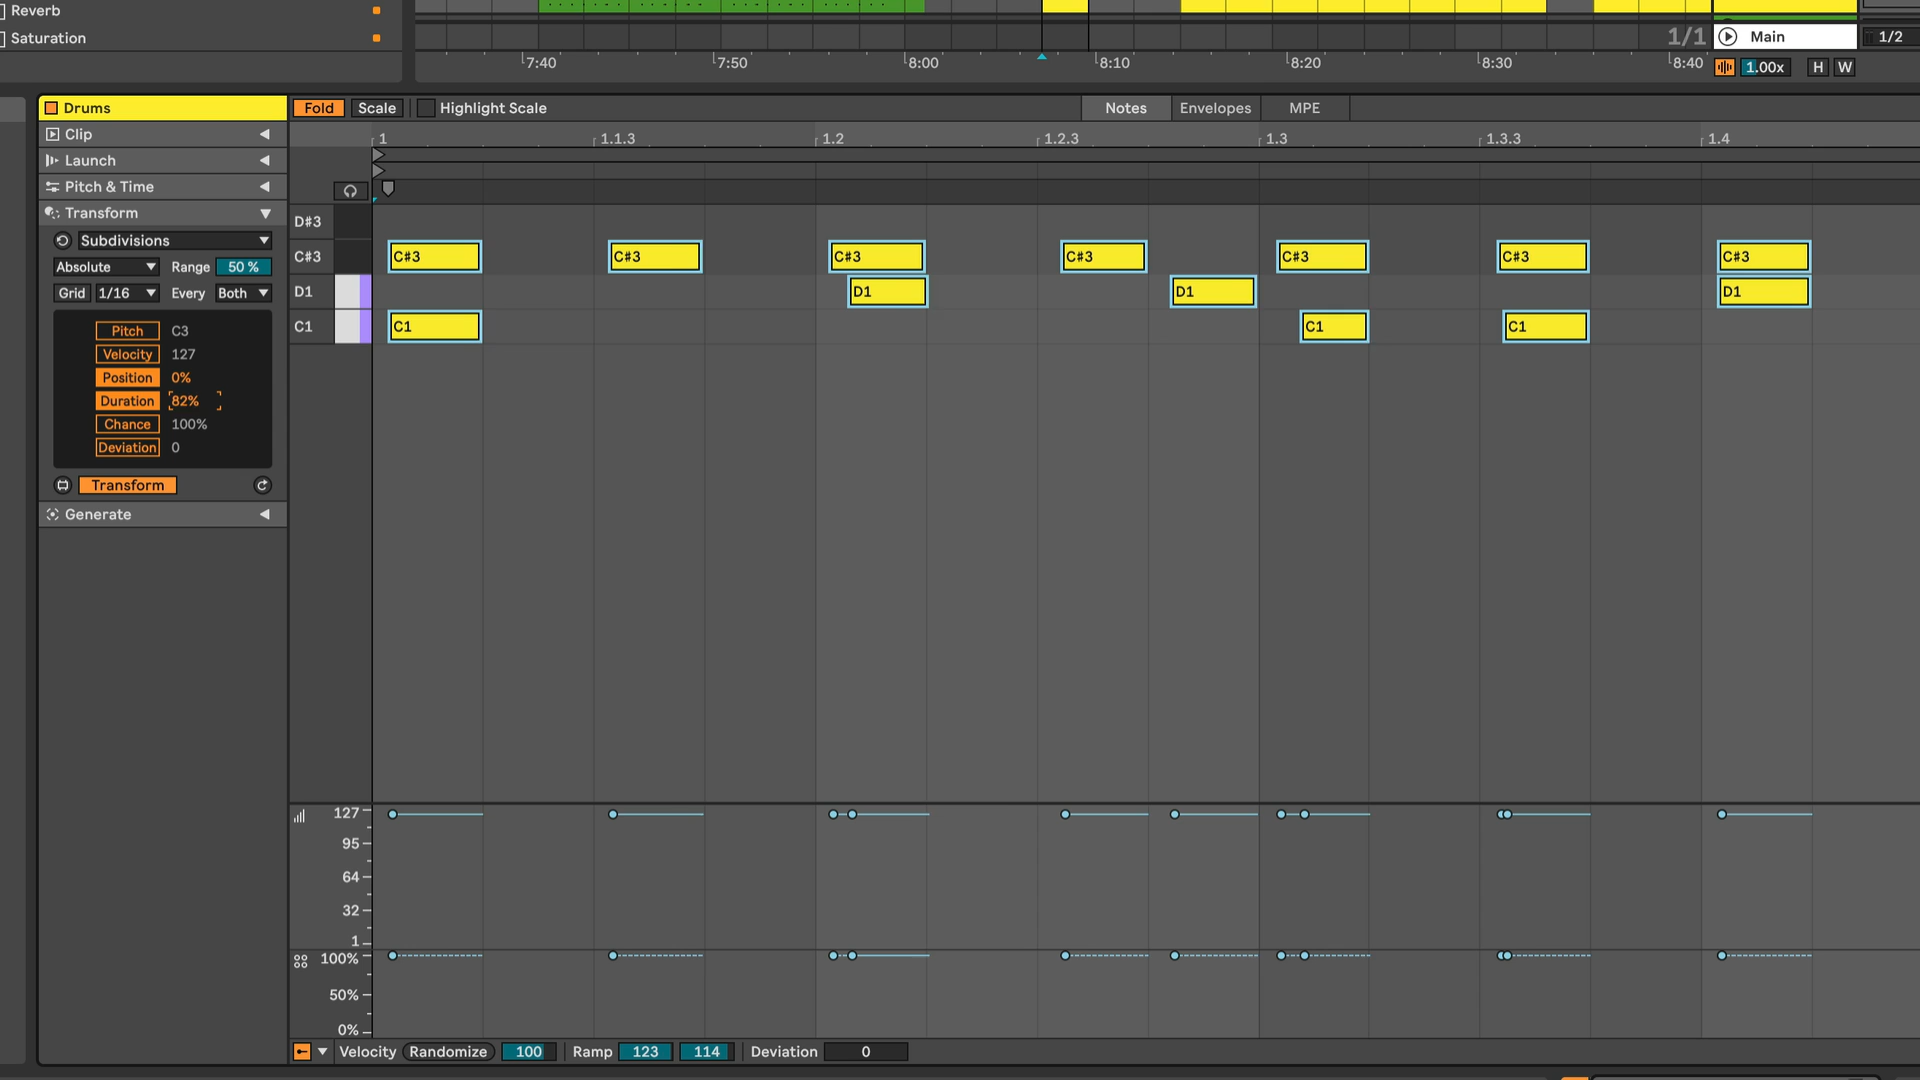 Reverb
Saturation
1/1
Main
1/2
7:40 7:50 8:00 8:10 8:20 8:30 8:40
1.00x H W
Drums
Fold Scale Highlight Scale
Notes Envelopes MPE
Clip
Launch
Pitch & Time
Transform
Subdivisions
Absolute Range 50 %
Grid 1/16 Every Both
Pitch C3
Velocity 127
Position 0%
Duration 82%
Chance 100%
Deviation 0
Transform
Generate
1 1.1.3 1.2 1.2.3 1.3 1.3.3 1.4
D#3
C#3 C#3 C#3 C#3 C#3 C#3 C#3 C#3
D1 D1 D1 D1
C1 C1 C1 C1
127
95
64
32
1
100%
50%
0%
Velocity Randomize 100 Ramp 123 114 Deviation 0